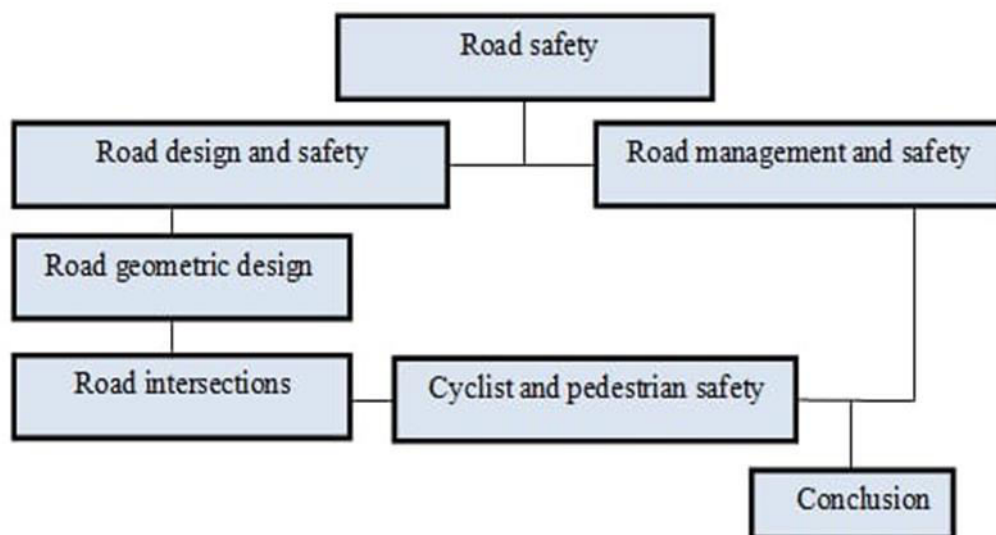 Road safety
Road design and safety
Road management and safety
Road geometric design
Road intersections
Cyclist and pedestrian safety
Conclusion